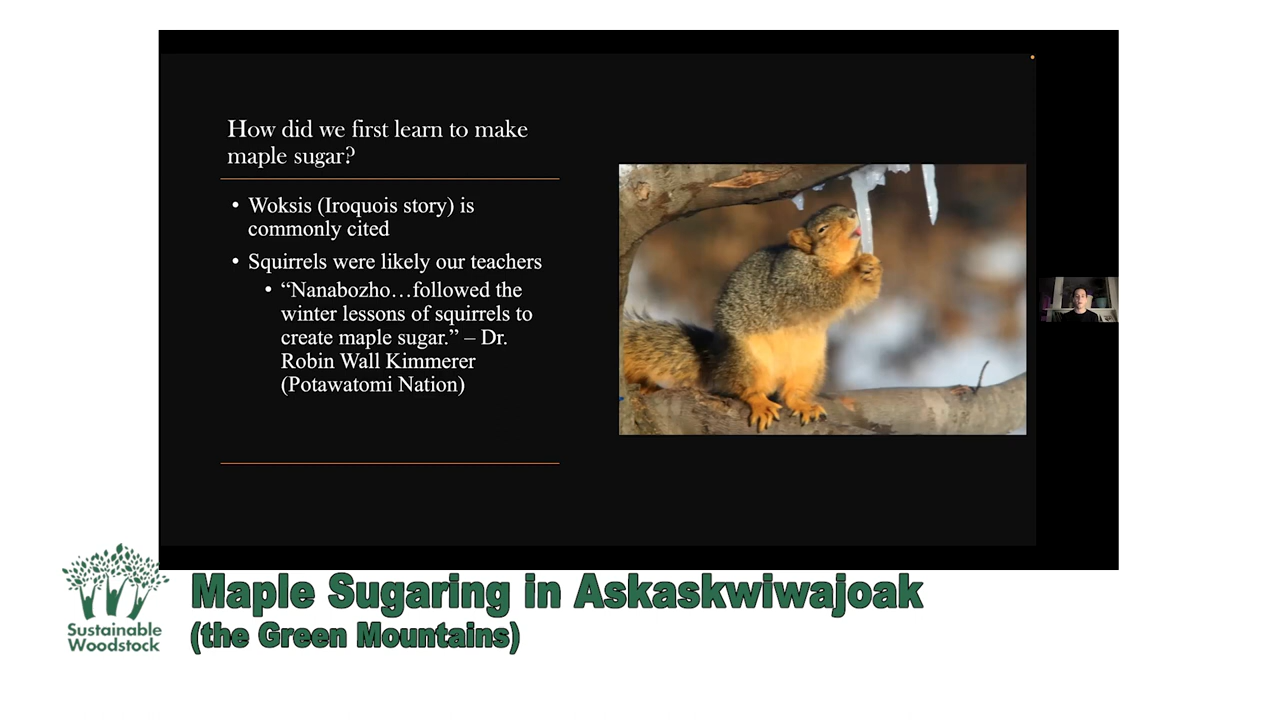 How did we first learn to make
maple sugar?
• Woksis (Iroquois story) is
commonly cited
• Squirrels were likely our teachers
• “Nanabozho…followed the
winter lessons of squirrels to
create maple sugar.” – Dr.
Robin Wall Kimmerer
(Potawatomi Nation)
Sustainable
Woodstock
Maple Sugaring in Askaskwiwajoak
(the Green Mountains)